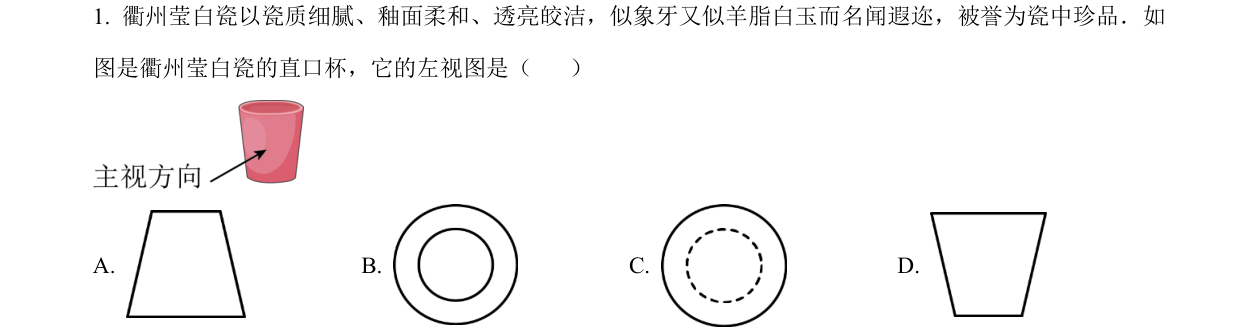 1. 衢州莹白瓷以瓷质细腻、釉面柔和、透亮皎洁，似象牙又似羊脂白玉而名闻遐迩，被誉为瓷中珍品．如
图是衢州莹白瓷的直口杯，它的左视图是（　　）
主视方向
A. B. C. D.